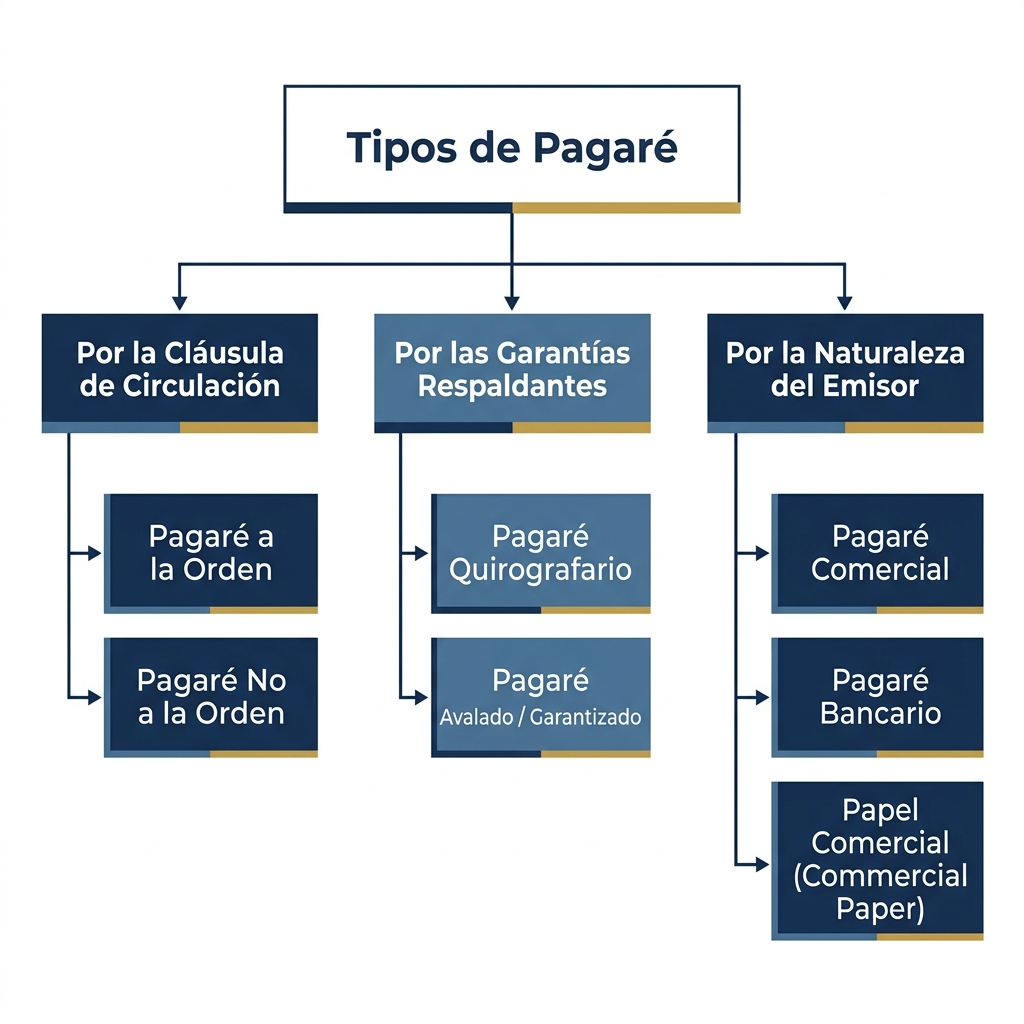 Tipos de Pagaré
Por la Cláusula
de Circulación
Pagaré a
la Orden
Pagaré No
a la Orden
Por las Garantías
Respaldantes
Pagaré
Quirografario
Pagaré
Avalado / Garantizado
Por la Naturaleza
del Emisor
Pagaré
Comercial
Pagaré
Bancario
Papel
Comercial
(Commercial
Paper)